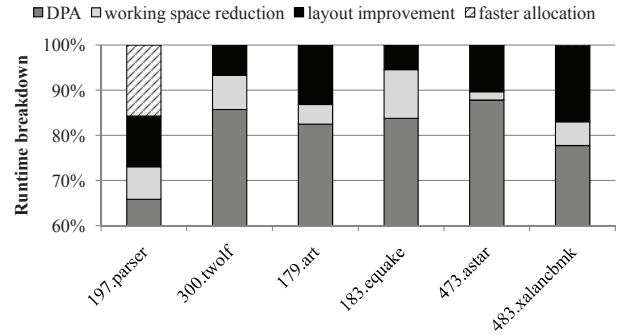 DPA working space reduction layout improvement faster allocation
100%
90%
80%
70%
60%
Runtime breakdown
197.parser
300.twolf
179.art
183.equake
473.astar
483.xalancbmk